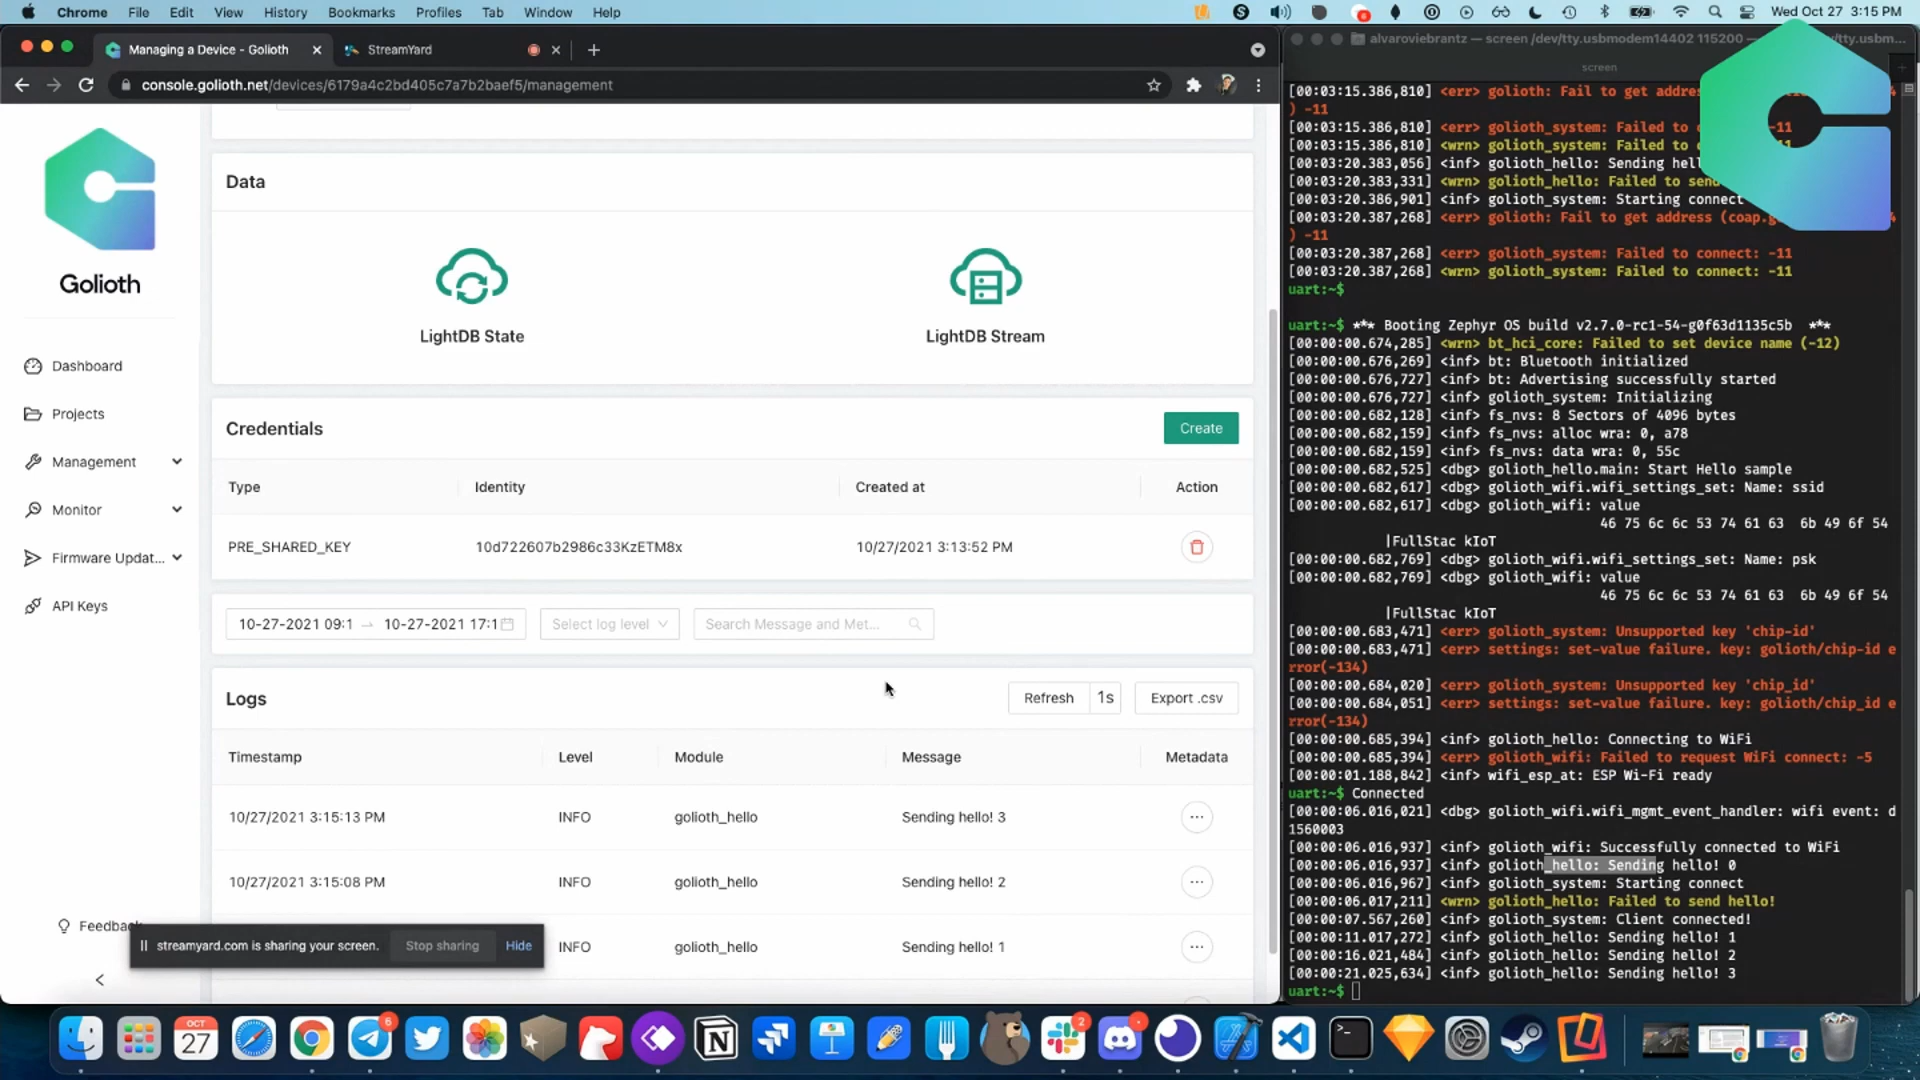 Chrome File Edit View History Bookmarks Profiles Tab Window Help
Wed Oct 27 3:15 PM
Managing a Device - Golioth
StreamYard
console.golioth.net/devices/6179a4c2bd405c7a7b2baef5/management
Golioth
Dashboard
Projects
Management
Monitor
Firmware Updat...
API Keys
Data
LightDB State
LightDB Stream
Credentials
Create
Type Identity Created at Action
PRE_SHARED_KEY 10d722607b2986c33KzETM8x 10/27/2021 3:13:52 PM
10-27-2021 09:1 → 10-27-2021 17:1
Select log level
Search Message and Met...
Logs
Refresh 1s
Export .csv
Timestamp Level Module Message Metadata
10/27/2021 3:15:13 PM INFO golioth_hello Sending hello! 3
10/27/2021 3:15:08 PM INFO golioth_hello Sending hello! 2
INFO golioth_hello Sending hello! 1
streamyard.com is sharing your screen.
Stop sharing
Hide
alvaroviebrantz — screen /dev/tty.usbmodem14402 115200 —
/tty.usbm...
screen
[00:03:15.386,810] <err> golioth: Fail to get
) -11
[00:03:15.386,810] <err> golioth_system: Failed to
-11
[00:03:15.386,810] <wrn> golioth_system: Failed to
[00:03:20.383,056] <inf> golioth_hello: Sending
[00:03:20.383,331] <wrn> golioth_hello: Failed to
[00:03:20.386,901] <inf> golioth_system: Starting connect
[00:03:20.387,268] <err> golioth: Fail to get address
) -11
[00:03:20.387,268] <err> golioth_system: Failed to connect: -11
[00:03:20.387,268] <wrn> golioth_system: Failed to connect: -11
uart:~$
uart:~$ *** Booting Zephyr OS build v2.7.0-rc1-54-g0f63d1135c5b ***
[00:00:00.674,285] <wrn> bt_hci_core: Failed to set device name (-12)
[00:00:00.676,269] <inf> bt: Bluetooth initialized
[00:00:00.676,727] <inf> bt: Advertising successfully started
[00:00:00.676,727] <inf> golioth_system: Initializing
[00:00:00.682,128] <inf> fs_nvs: 8 Sectors of 4096 bytes
[00:00:00.682,159] <inf> fs_nvs: alloc wra: 0, a78
[00:00:00.682,159] <inf> fs_nvs: data wra: 0, 55c
[00:00:00.682,525] <dbg> golioth_hello.main: Start Hello sample
[00:00:00.682,617] <dbg> golioth_wifi.wifi_settings_set: Name: ssid
[00:00:00.682,617] <dbg> golioth_wifi: value
46 75 6c 6c 53 74 61 63 6b 49 6f 54
|FullStac kIoT
[00:00:00.682,769] <dbg> golioth_wifi.wifi_settings_set: Name: psk
[00:00:00.682,769] <dbg> golioth_wifi: value
46 75 6c 6c 53 74 61 63 6b 49 6f 54
|FullStac kIoT
[00:00:00.683,471] <err> golioth_system: Unsupported key 'chip-id'
[00:00:00.683,471] <err> settings: set-value failure. key: golioth/chip-id e
rror(-134)
[00:00:00.684,020] <err> golioth_system: Unsupported key 'chip_id'
[00:00:00.684,051] <err> settings: set-value failure. key: golioth/chip_id e
rror(-134)
[00:00:00.685,394] <inf> golioth_hello: Connecting to WiFi
[00:00:00.685,394] <err> golioth_wifi: Failed to request WiFi connect: -5
[00:00:01.188,842] <inf> wifi_esp_at: ESP Wi-Fi ready
uart:~$ Connected
[00:00:06.016,021] <dbg> golioth_wifi.wifi_mgmt_event_handler: wifi event: d
1560003
[00:00:06.016,937] <inf> golioth_wifi: Successfully connected to WiFi
[00:00:06.016,937] <inf> golioth_hello: Sending hello! 0
[00:00:06.016,967] <inf> golioth_system: Starting connect
[00:00:06.017,211] <wrn> golioth_hello: Failed to send hello!
[00:00:07.567,260] <inf> golioth_system: Client connected!
[00:00:11.017,272] <inf> golioth_hello: Sending hello! 1
[00:00:16.021,484] <inf> golioth_hello: Sending hello! 2
[00:00:21.025,634] <inf> golioth_hello: Sending hello! 3
uart:~$
OCT
27
6
2